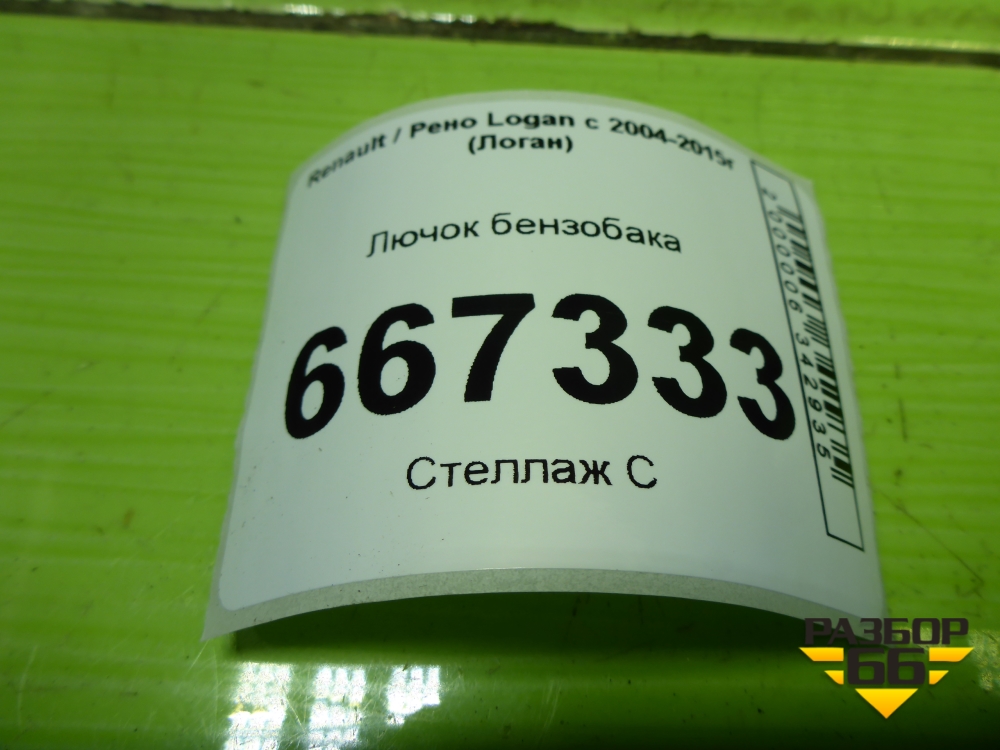 Renault / Рено Logan с 2004-2015г
(Логан)
Лючок бензобака
667333
Стеллаж С
2000006342935
РАЗБОР
66